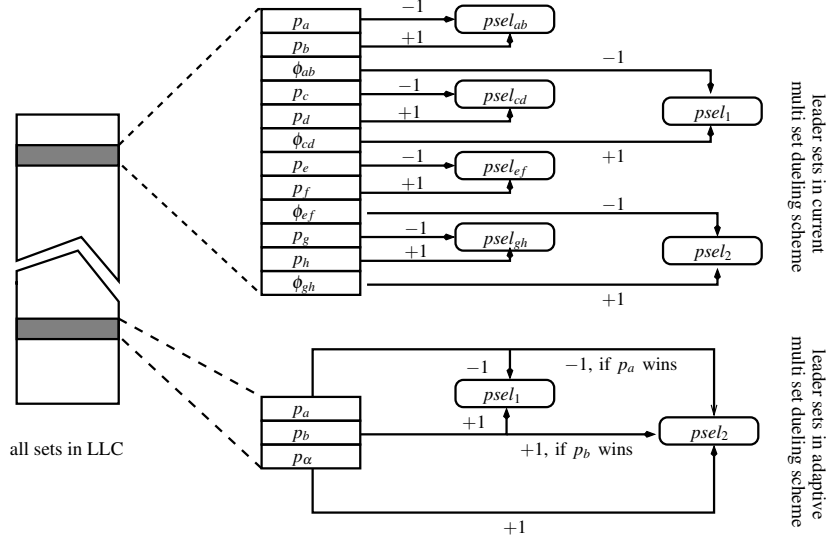 p_a
−1
psel_ab
p_b
+1
ϕ_ab
−1
p_c
−1
psel_cd
p_d
+1
psel_1
ϕ_cd
+1
p_e
−1
psel_ef
p_f
+1
ϕ_ef
−1
p_g
−1
psel_gh
psel_2
p_h
+1
ϕ_gh
+1
leader sets in current
multi set dueling scheme
all sets in LLC
−1
−1, if p_a wins
psel_1
p_a
+1
p_b
+1, if p_b wins
psel_2
p_α
+1
leader sets in adaptive
multi set dueling scheme